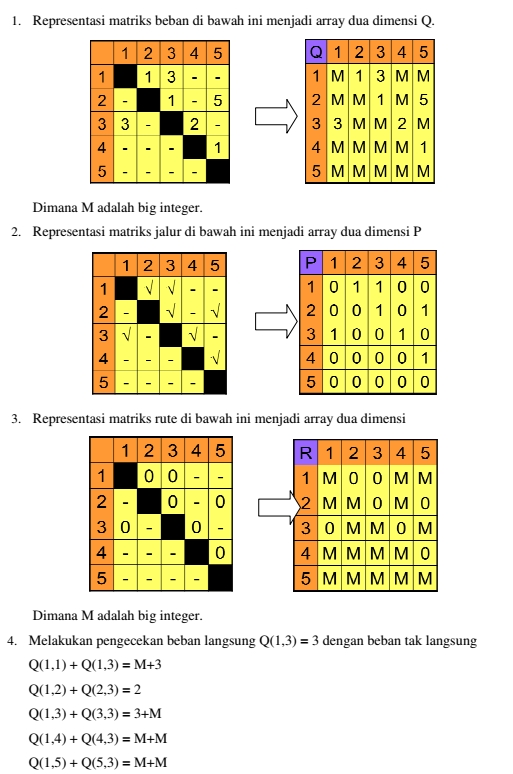 1. Representasi matriks beban di bawah ini menjadi array dua dimensi Q.
1 2 3 4 5
1 1 3 - -
2 - 1 - 5
3 3 - 2 -
4 - - - 1
5 - - - -
Q 1 2 3 4 5
1 M 1 3 M M
2 M M 1 M 5
3 3 M M 2 M
4 M M M M 1
5 M M M M M
Dimana M adalah big integer.
2. Representasi matriks jalur di bawah ini menjadi array dua dimensi P
1 2 3 4 5
1 √ √ - -
2 - √ - √
3 √ - √ -
4 - - - √
5 - - - -
P 1 2 3 4 5
1 0 1 1 0 0
2 0 0 1 0 1
3 1 0 0 1 0
4 0 0 0 0 1
5 0 0 0 0 0
3. Representasi matriks rute di bawah ini menjadi array dua dimensi
1 2 3 4 5
1 0 0 - -
2 - 0 - 0
3 0 - 0 -
4 - - - 0
5 - - - -
R 1 2 3 4 5
1 M 0 0 M M
2 M M 0 M 0
3 0 M M 0 M
4 M M M M 0
5 M M M M M
Dimana M adalah big integer.
4. Melakukan pengecekan beban langsung Q(1,3) = 3 dengan beban tak langsung
Q(1,1) + Q(1,3) = M+3
Q(1,2) + Q(2,3) = 2
Q(1,3) + Q(3,3) = 3+M
Q(1,4) + Q(4,3) = M+M
Q(1,5) + Q(5,3) = M+M